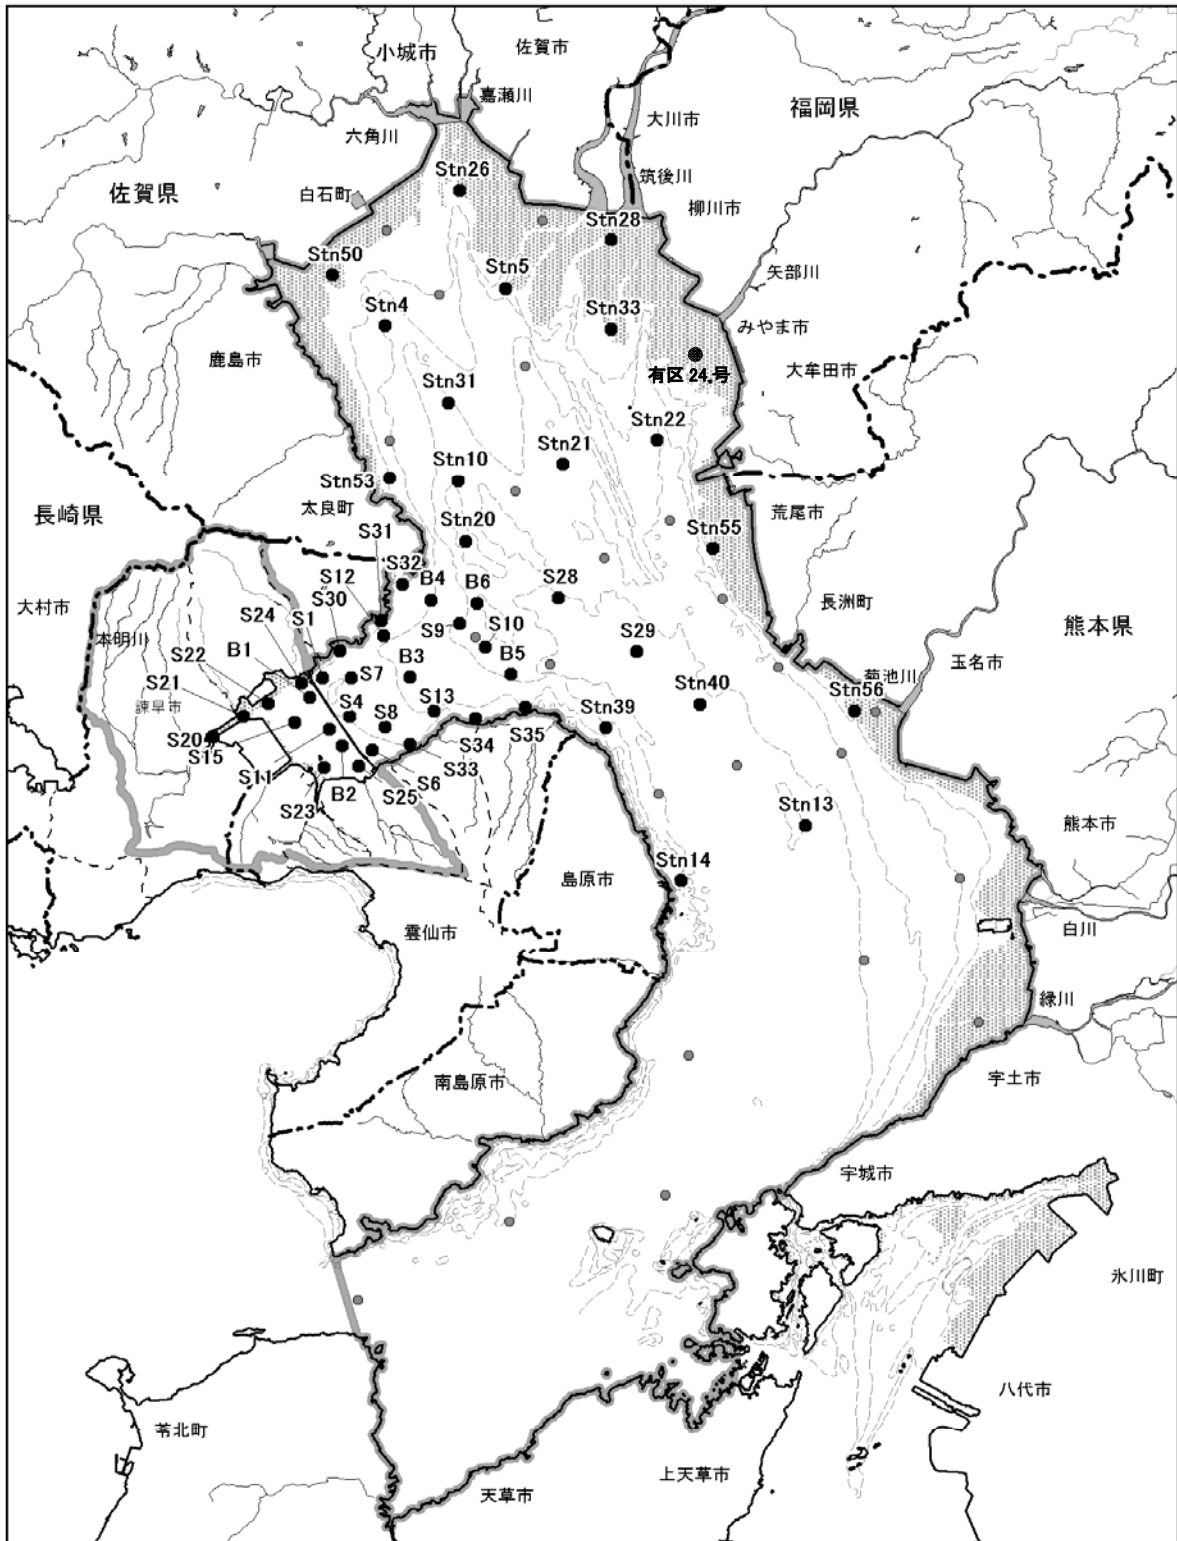 佐賀市
小城市
嘉瀬川
六角川
大川市
福岡県
筑後川
佐賀県
白石町
Stn26
柳川市
Stn28
Stn50
Stn5
矢部川
Stn4
Stn33
みやま市
鹿島市
有区 24 号
大牟田市
Stn31
Stn22
Stn21
Stn10
Stn53
太良町
長崎県
荒尾市
S31
Stn20
Stn55
S32
S12
B4
B6
S28
S30
大村市
長洲町
S24
S1
本明川
S9
S10
S29
熊本県
B1
S22
B3
B5
玉名市
菊池川
S21
S7
Stn40
Stn56
諫早市
S4
S13
S8
Stn39
S20
S15
S34
S35
S11
S33
S6
B2
S25
S23
Stn13
熊本市
Stn14
島原市
白川
雲仙市
緑川
南島原市
宇土市
宇城市
氷川町
八代市
苓北町
上天草市
天草市